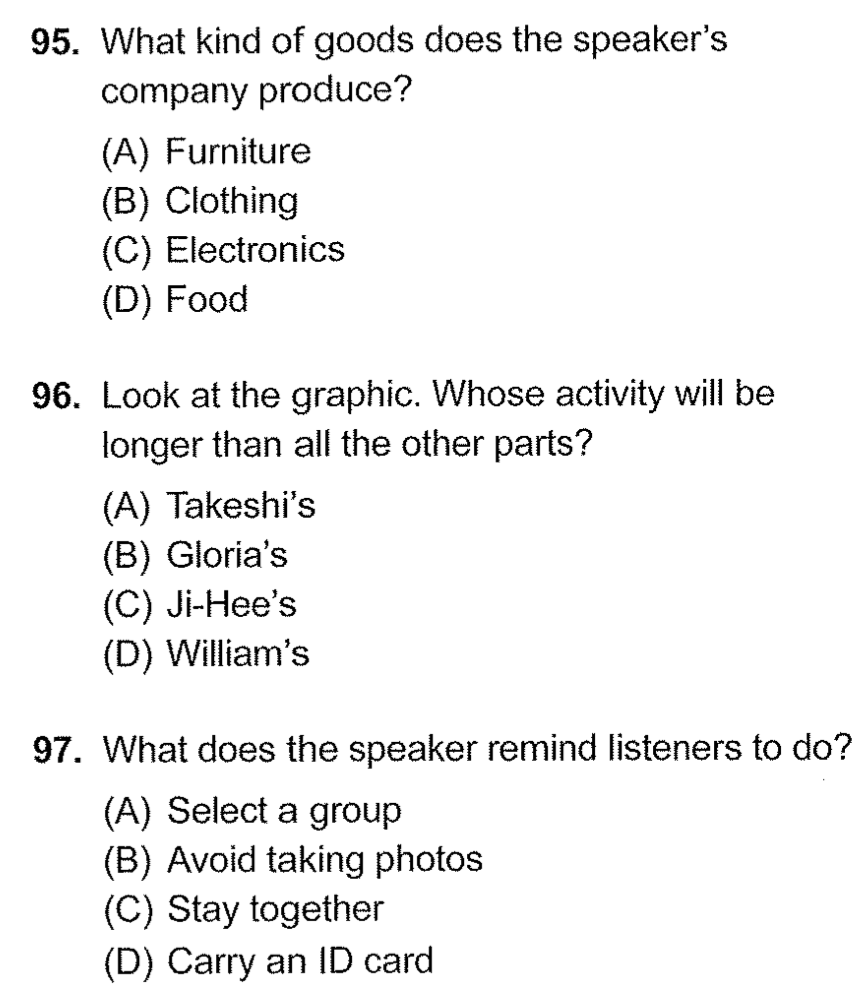 95. What kind of goods does the speaker's
company produce?
(A) Furniture
(B) Clothing
(C) Electronics
(D) Food
96. Look at the graphic. Whose activity will be
longer than all the other parts?
(A) Takeshi's
(B) Gloria's
(C) Ji-Hee's
(D) William's
97. What does the speaker remind listeners to do?
(A) Select a group
(B) Avoid taking photos
(C) Stay together
(D) Carry an ID card